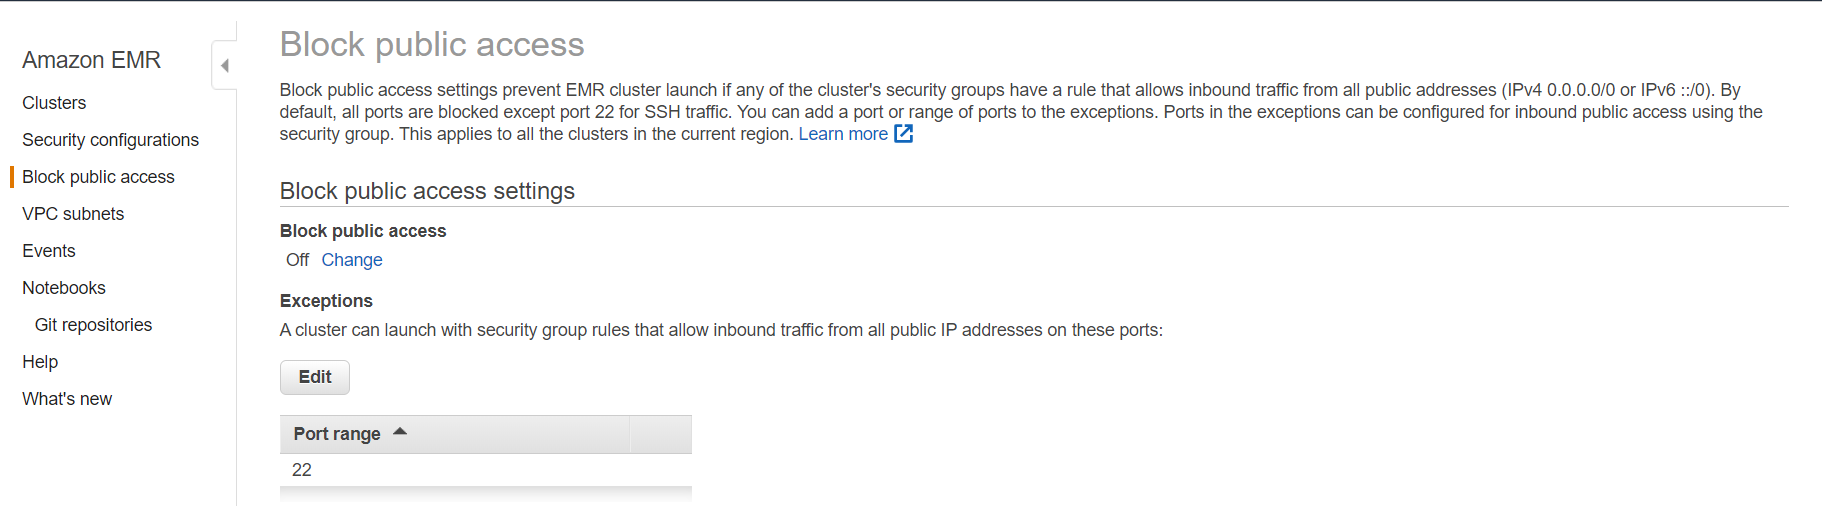 Amazon EMR
Clusters
Security configurations
Block public access
VPC subnets
Events
Notebooks
Git repositories
Help
What's new
Block public access
Block public access settings prevent EMR cluster launch if any of the cluster's security groups have a rule that allows inbound traffic from all public addresses (IPv4 0.0.0.0/0 or IPv6 ::/0). By
default, all ports are blocked except port 22 for SSH traffic. You can add a port or range of ports to the exceptions. Ports in the exceptions can be configured for inbound public access using the
security group. This applies to all the clusters in the current region. Learn more
Block public access settings
Block public access
Off Change
Exceptions
A cluster can launch with security group rules that allow inbound traffic from all public IP addresses on these ports:
Edit
Port range
22